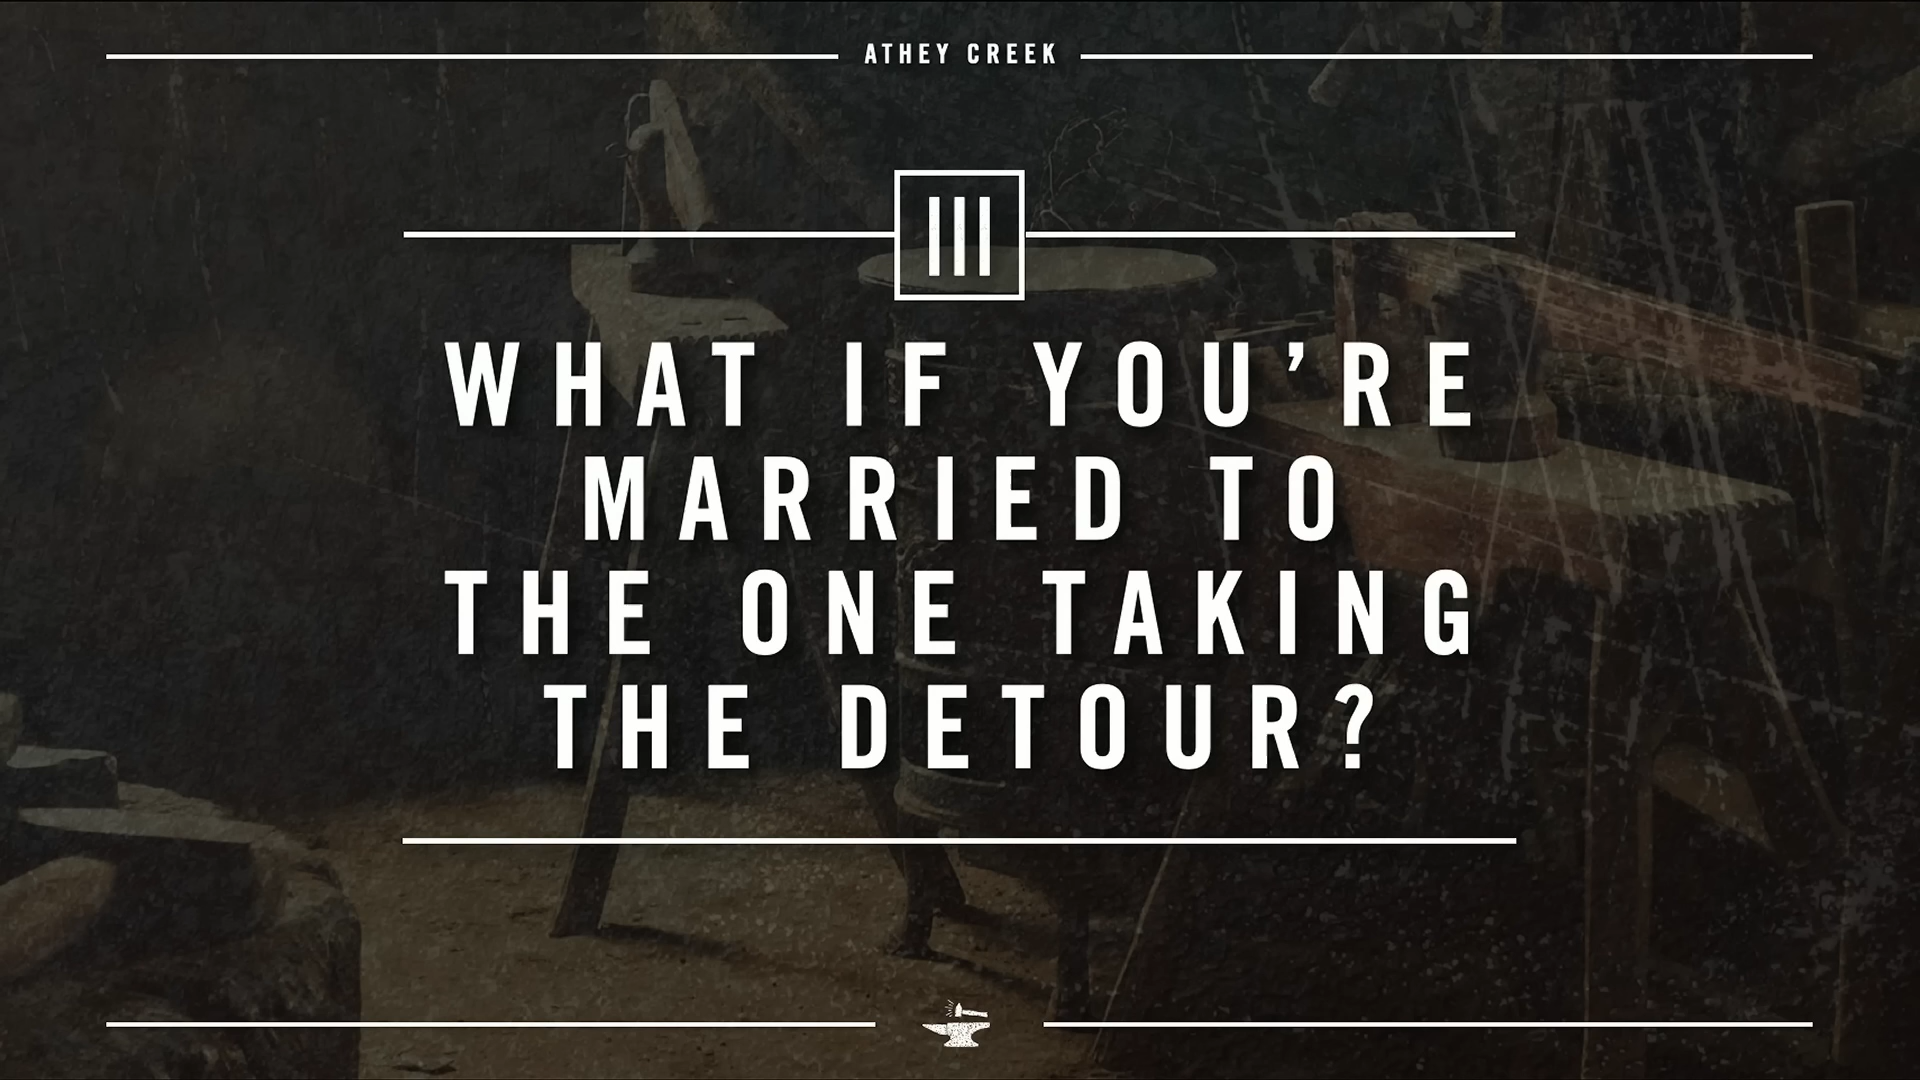 ATHEY CREEK
III
WHAT IF YOU’RE
MARRIED TO
THE ONE TAKING
THE DETOUR?